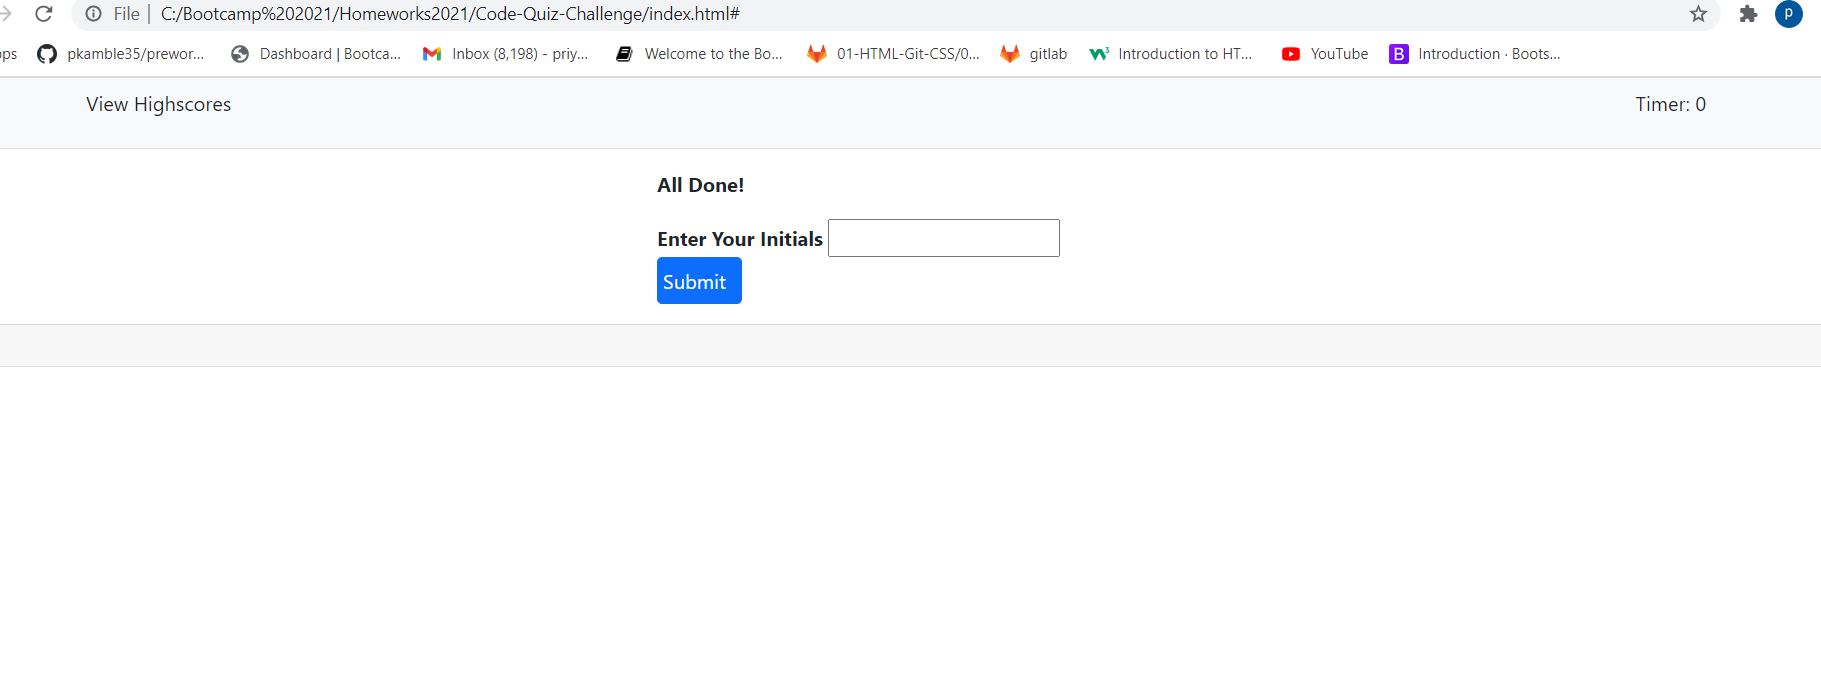 File | C:/Bootcamp%202021/Homeworks2021/Code-Quiz-Challenge/index.html# p
ps pkamble35/prewor... Dashboard | Bootca... Inbox (8,198) - priy... Welcome to the Bo... 01-HTML-Git-CSS/0... gitlab Introduction to HT... YouTube B Introduction · Boots...
View Highscores Timer: 0
All Done!
Enter Your Initials
Submit